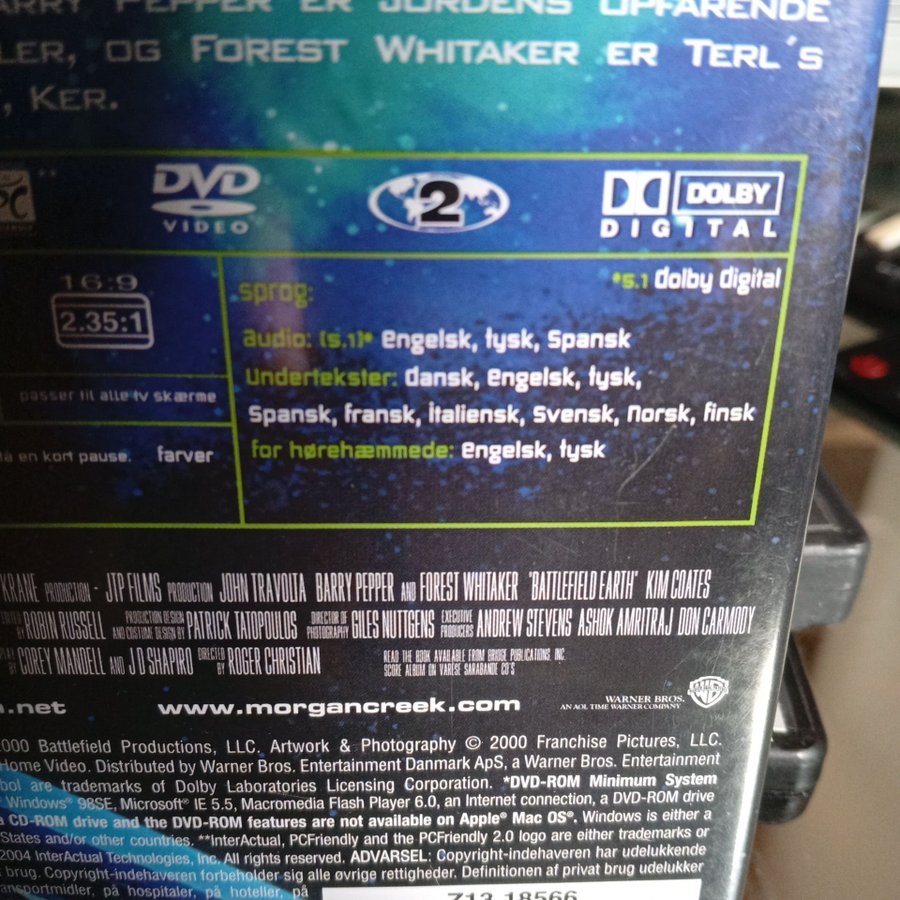 ARRY PEPPER ER JORDENS OPFARENDE
LER, OG FOREST WHITAKER ER TERL´S
, KER.
DVD
VIDEO
2
DOLBY
DIGITAL
16:9
2.35:1
passer til alle tv skærme
en kort pause. farver
sprog:
*5.1 dolby digital
audio: (5.1)* Engelsk, tysk, Spansk
Undertekster: dansk, Engelsk, tysk,
Spansk, fransk, italiensk, Svensk, norsk, finsk
for hørehæmmede: Engelsk, tysk
KRANE PRODUCTION - JTP FILMS PRODUCTION JOHN TRAVOLTA BARRY PEPPER AND FOREST WHITAKER "BATTLEFIELD EARTH" KIM COATES
BY ROBIN RUSSELL PRODUCTION DESIGN AND COSTUME DESIGN BY PATRICK TATOPOULOS DIRECTOR OF PHOTOGRAPHY GILES NUTTGENS EXECUTIVE PRODUCERS ANDREW STEVENS ASHOK AMRITRAJ DON CARMODY
BY COREY MANDELL AND J D SHAPIRO DIRECTED BY ROGER CHRISTIAN
READ THE BOOK AVAILABLE FROM BRIDGE PUBLICATIONS, INC.
SCORE ALBUM ON VARÈSE SARABANDE CD'S
.net www.morgancreek.com
WARNER BROS.
AN AOL TIME WARNER COMPANY
2000 Battlefield Productions, LLC. Artwork & Photography © 2000 Franchise Pictures, LLC.
Home Video. Distributed by Warner Bros. Entertainment Danmark ApS, a Warner Bros. Entertainment
bol are trademarks of Dolby Laboratories Licensing Corporation. *DVD-ROM Minimum System
Windows® 98SE, Microsoft® IE 5.5, Macromedia Flash Player 6.0, an Internet connection, a DVD-ROM drive
a CD-ROM drive and the DVD-ROM features are not available on Apple® Mac OS®. Windows is either a
States and/or other countries. **InterActual, PCFriendly and the PCFriendly 2.0 logo are either trademarks or
2004 InterActual Technologies, Inc. All rights reserved. ADVARSEL: Copyright-indehaveren har udelukkende
brug. Copyright-indehaveren forbeholder sig alle øvrige rettigheder. Definitionen af privat brug udelukker
ansportmidler, på hospitaler, på hoteller, på
Z13 18566